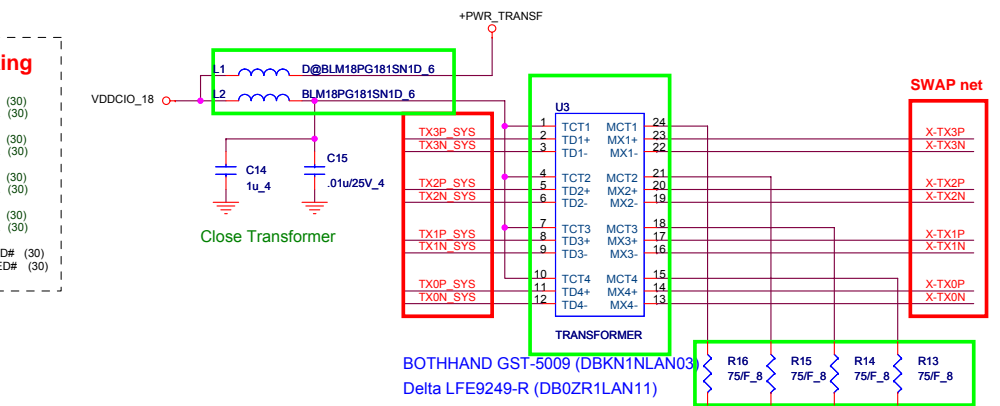 +PWR_TRANSF
king
(30)
(30)
(30)
(30)
(30)
(30)
(30)
(30)
D# (30)
ED# (30)
L1 D@BLM18PG181SN1D_6
VDDCIO_18
L2 BLM18PG181SN1D_6
C14
1u_4
C15
.01u/25V_4
Close Transformer
SWAP net
U3
1 TCT1 MCT1 24
TX3P_SYS 2 TD1+ MX1+ 23 X-TX3P
TX3N_SYS 3 TD1- MX1- 22 X-TX3N
4 TCT2 MCT2 21
TX2P_SYS 5 TD2+ MX2+ 20 X-TX2P
TX2N_SYS 6 TD2- MX2- 19 X-TX2N
7 TCT3 MCT3 18
TX1P_SYS 8 TD3+ MX3+ 17 X-TX1P
TX1N_SYS 9 TD3- MX3- 16 X-TX1N
10 TCT4 MCT4 15
TX0P_SYS 11 TD4+ MX4+ 14 X-TX0P
TX0N_SYS 12 TD4- MX4- 13 X-TX0N
TRANSFORMER
BOTHHAND GST-5009 (DBKN1NLAN03)
Delta LFE9249-R (DB0ZR1LAN11)
R16
75/F_8
R15
75/F_8
R14
75/F_8
R13
75/F_8